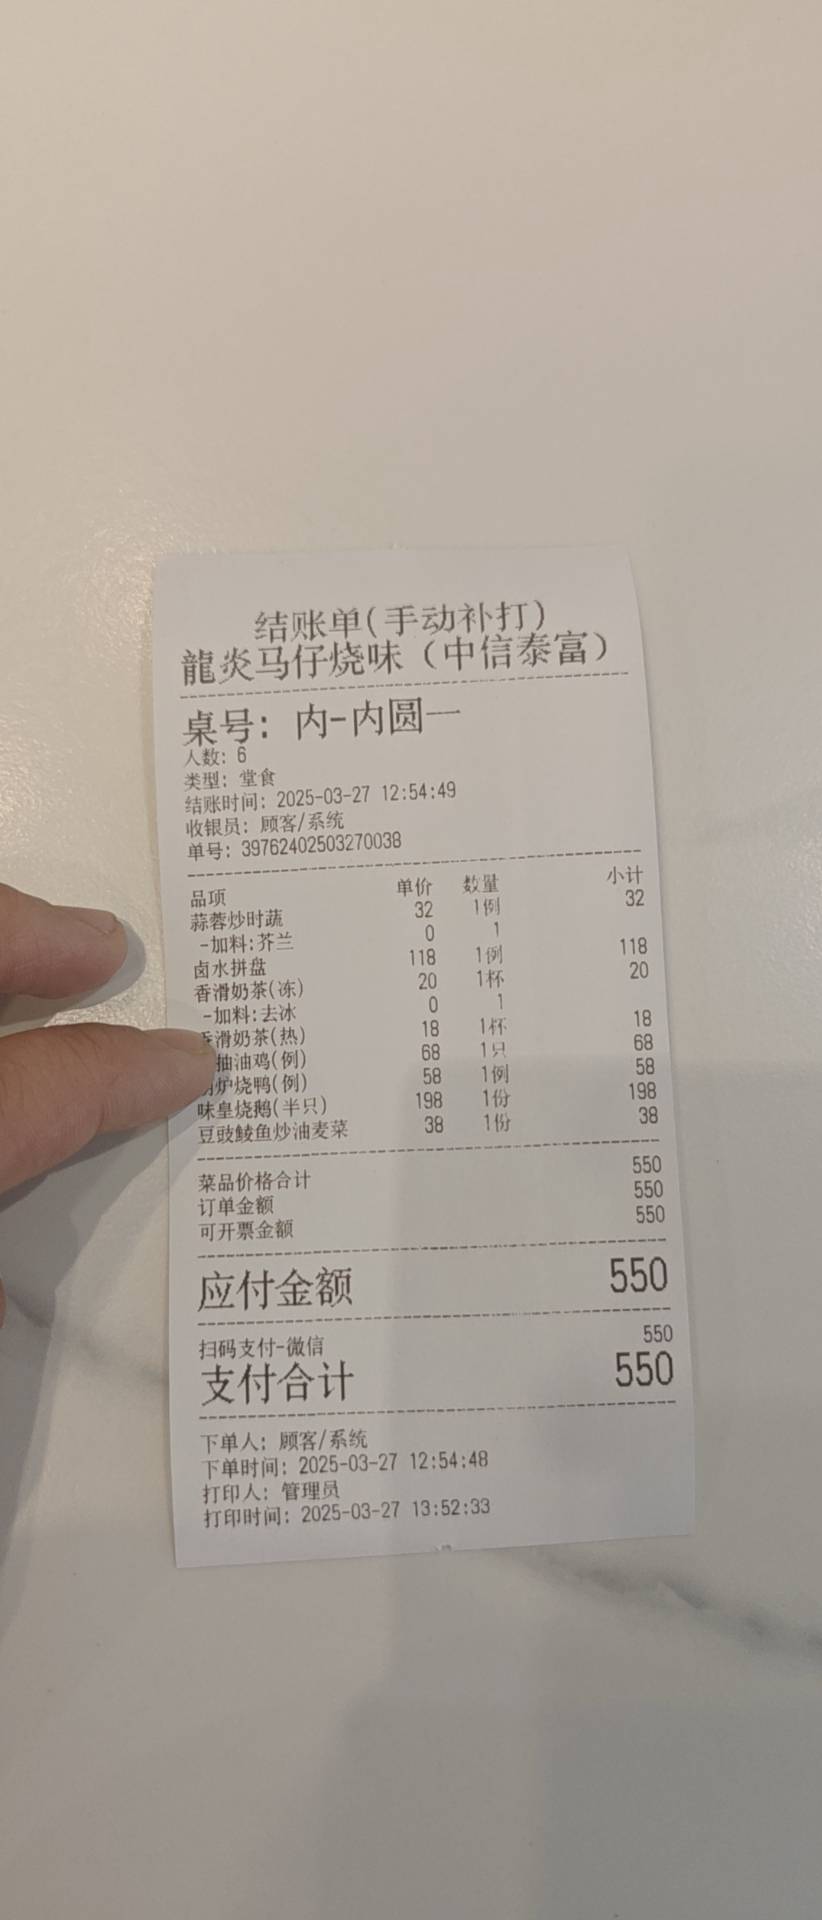 结账单(手动补打)
龍炎马仔烧味（中信泰富）
桌号: 内-内圆一
人数: 6
类型: 堂食
结账时间: 2025-03-27 12:54:49
收银员: 顾客/系统
单号: 39762402503270038
品项 单价 数量 小计
蒜蓉炒时蔬 32 1例 32
-加料:芥兰 0 1
卤水拼盘 118 1例 118
香滑奶茶(冻) 20 1杯 20
-加料:去冰 0 1
滑奶茶(热) 18 1杯 18
抽油鸡(例) 68 1只 68
炉烧鸭(例) 58 1例 58
味皇烧鹅(半只) 198 1份 198
豆豉鲮鱼炒油麦菜 38 1份 38
菜品价格合计 550
订单金额 550
可开票金额 550
应付金额 550
扫码支付-微信 550
支付合计 550
下单人: 顾客/系统
下单时间: 2025-03-27 12:54:48
打印人: 管理员
打印时间: 2025-03-27 13:52:33